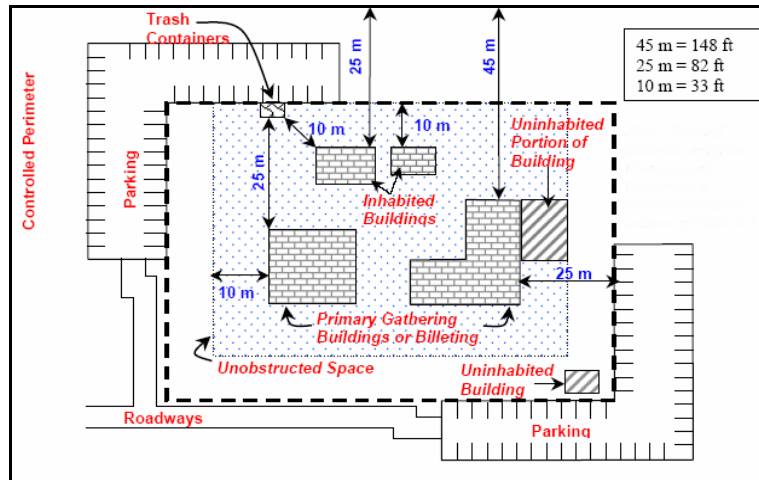 Trash
Containers
25 m
45 m
45 m = 148 ft
25 m = 82 ft
10 m = 33 ft
Controlled Perimeter
Parking
10 m
10 m
Uninhabited
Portion of
Building
25 m
Inhabited
Buildings
10 m
25 m
Primary Gathering
Buildings or Billeting
Unobstructed Space
Uninhabited
Building
Roadways
Parking